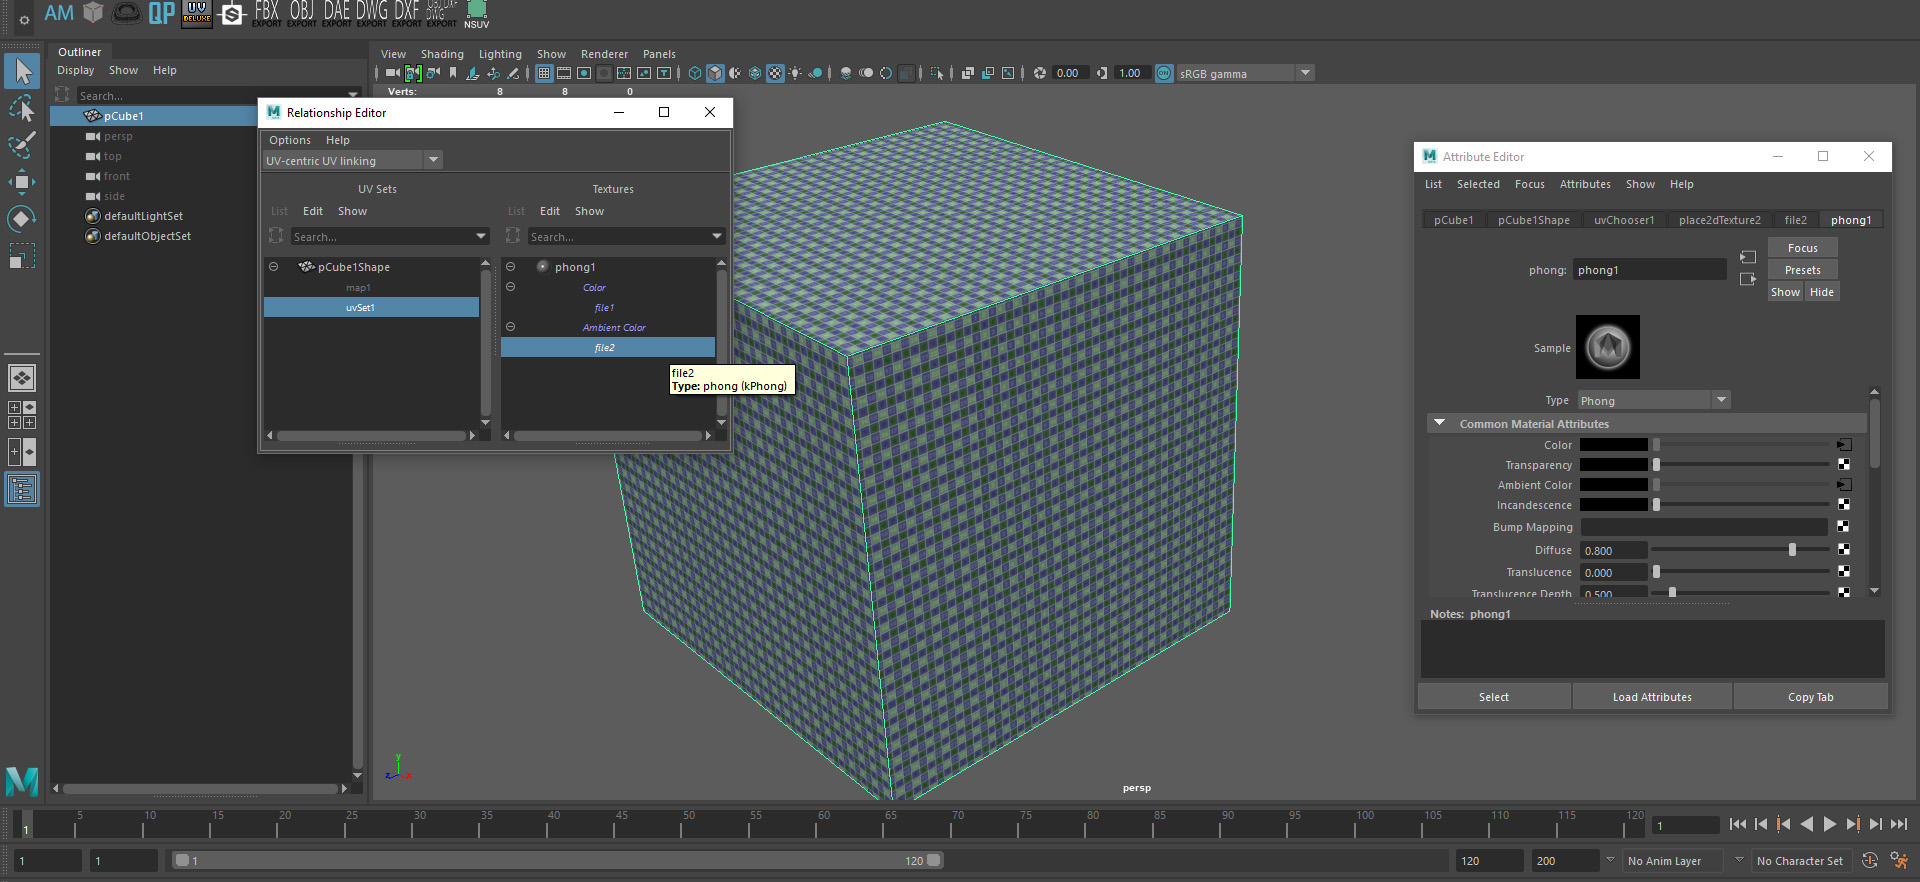 AM
QP
UV
DELUXE
FBX
EXPORT
OBJ
EXPORT
DAE
EXPORT
DWG
EXPORT
DXF
EXPORT
OBJ DXF
DWG
EXPORT
NSUV
Outliner
Display Show Help
Search...
pCube1
persp
top
front
side
defaultLightSet
defaultObjectSet
View Shading Lighting Show Renderer Panels
0.00 1.00 ON sRGB gamma
Verts: 8 8 0
Relationship Editor
Options Help
UV-centric UV linking
UV Sets Textures
List Edit Show List Edit Show
Search... Search...
pCube1Shape
map1
uvSet1
phong1
Color
file1
Ambient Color
file2
file2
Type: phong (kPhong)
y
z x
persp
Attribute Editor
List Selected Focus Attributes Show Help
pCube1 pCube1Shape uvChooser1 place2dTexture2 file2 phong1
Focus
phong: phong1
Presets
Show Hide
Sample
Type Phong
Common Material Attributes
Color
Transparency
Ambient Color
Incandescence
Bump Mapping
Diffuse 0.800
Translucence 0.000
Translucence Depth 0.500
Notes: phong1
Select Load Attributes Copy Tab
1 5 10 15 20 25 30 35 40 45 50 55 60 65 70 75 80 85 90 95 100 105 110 115 120 1
1 1 1 120 120 200 No Anim Layer No Character Set